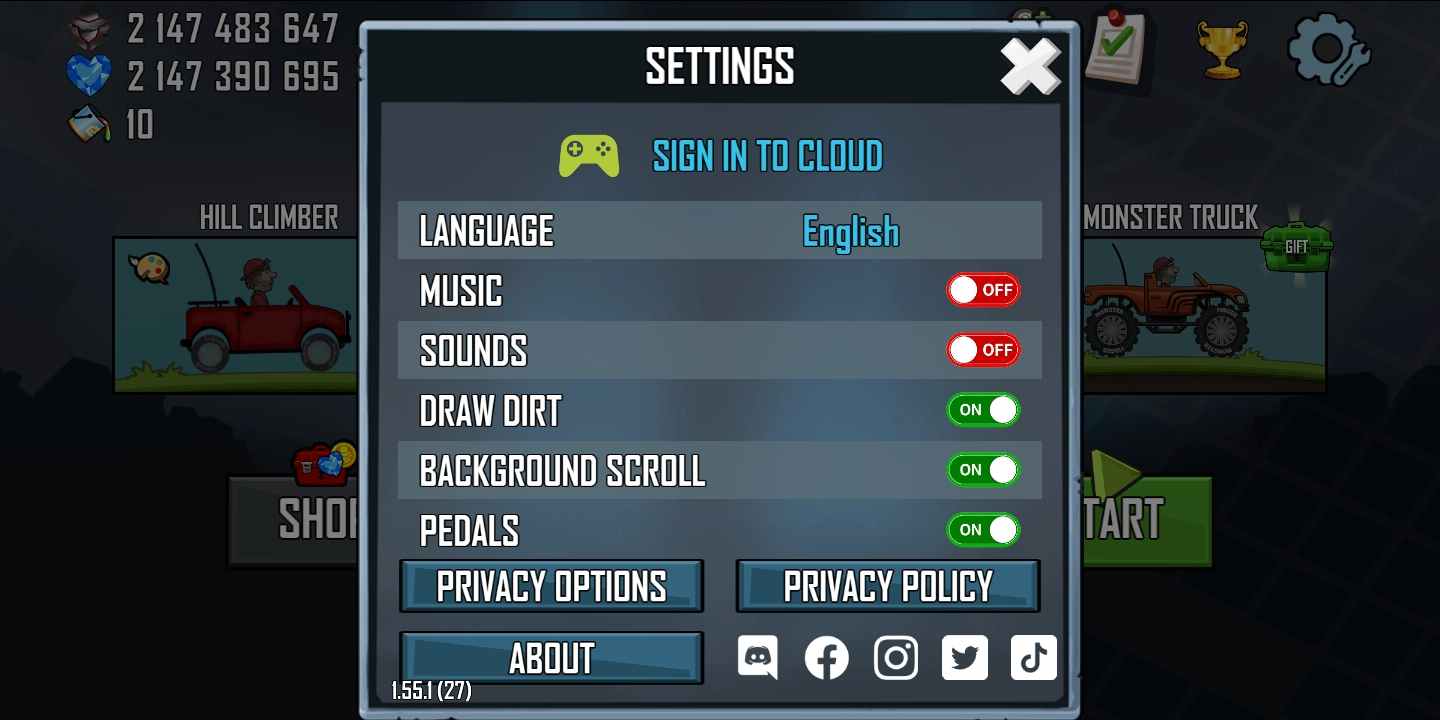 2 147 483 647
2 147 390 695
10
SETTINGS
SIGN IN TO CLOUD
HILL CLIMBER
MONSTER TRUCK
GIFT
LANGUAGE English
MUSIC OFF
SOUNDS OFF
DRAW DIRT ON
BACKGROUND SCROLL ON
PEDALS ON
PRIVACY OPTIONS PRIVACY POLICY
ABOUT
1.55.1 (27)